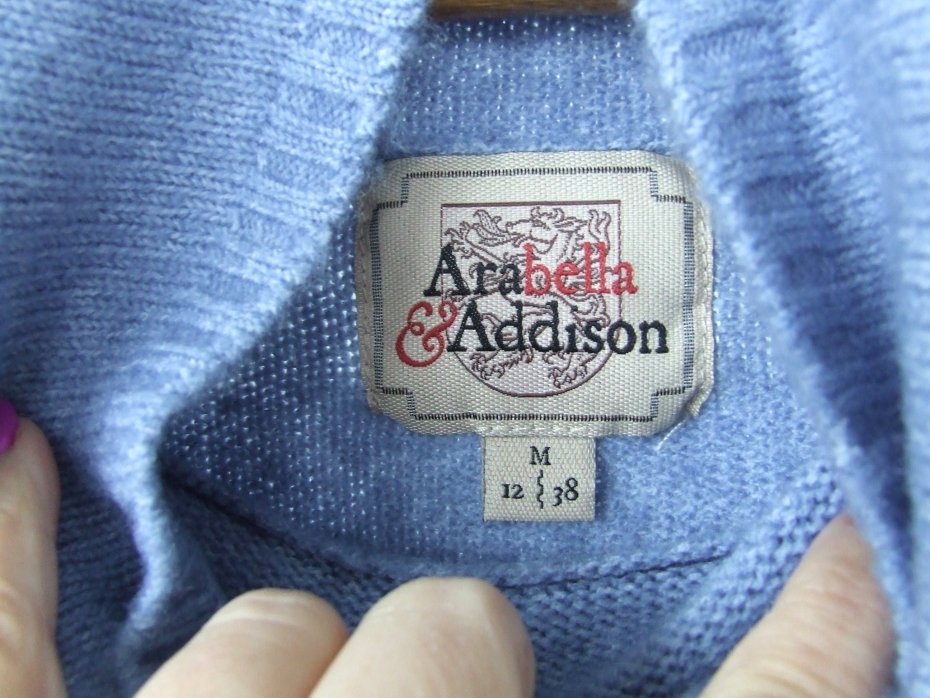 Arabella
& Addison
M
12 38